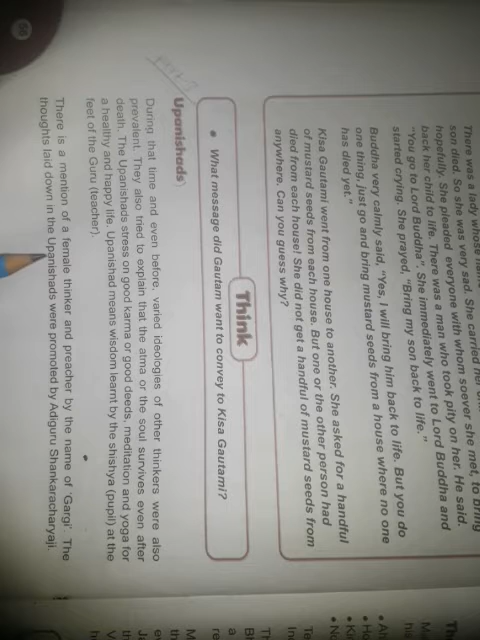 There was a lady whose name
son died. So she was very sad. She carried her
hopefully. She pleaded everyone with whom soever she met, to bring
back her child to life. There was a man who took pity on her. He said.
"You go to Lord Buddha". She immediately went to Lord Buddha and
started crying. She prayed, "Bring my son back to life."
Buddha very calmly said, "Yes, I will bring him back to life. But you do
one thing, just go and bring mustard seeds from a house where no one
has died yet."
Kisa Gautami went from one house to another. She asked for a handful
of mustard seeds from each house. But one or the other person had
died from each house! She did not get a handful of mustard seeds from
anywhere. Can you guess why?
Think
• What message did Gautam want to convey to Kisa Gautami?
Upanishads
During that time and even before, varied ideologies of other thinkers were also
prevalent. They also tried to explain that the atma or the soul survives even after
death. The Upanishads stress on good karma or good deeds, meditation and yoga for
a healthy and happy life. Upanishad means wisdom learnt by the shishya (pupil) at the
feet of the Guru (teacher).
There is a mention of a female thinker and preacher by the name of 'Gargi'. The
thoughts laid down in the Upanishads were promoted by Adiguru Shankaracharyaji.
56